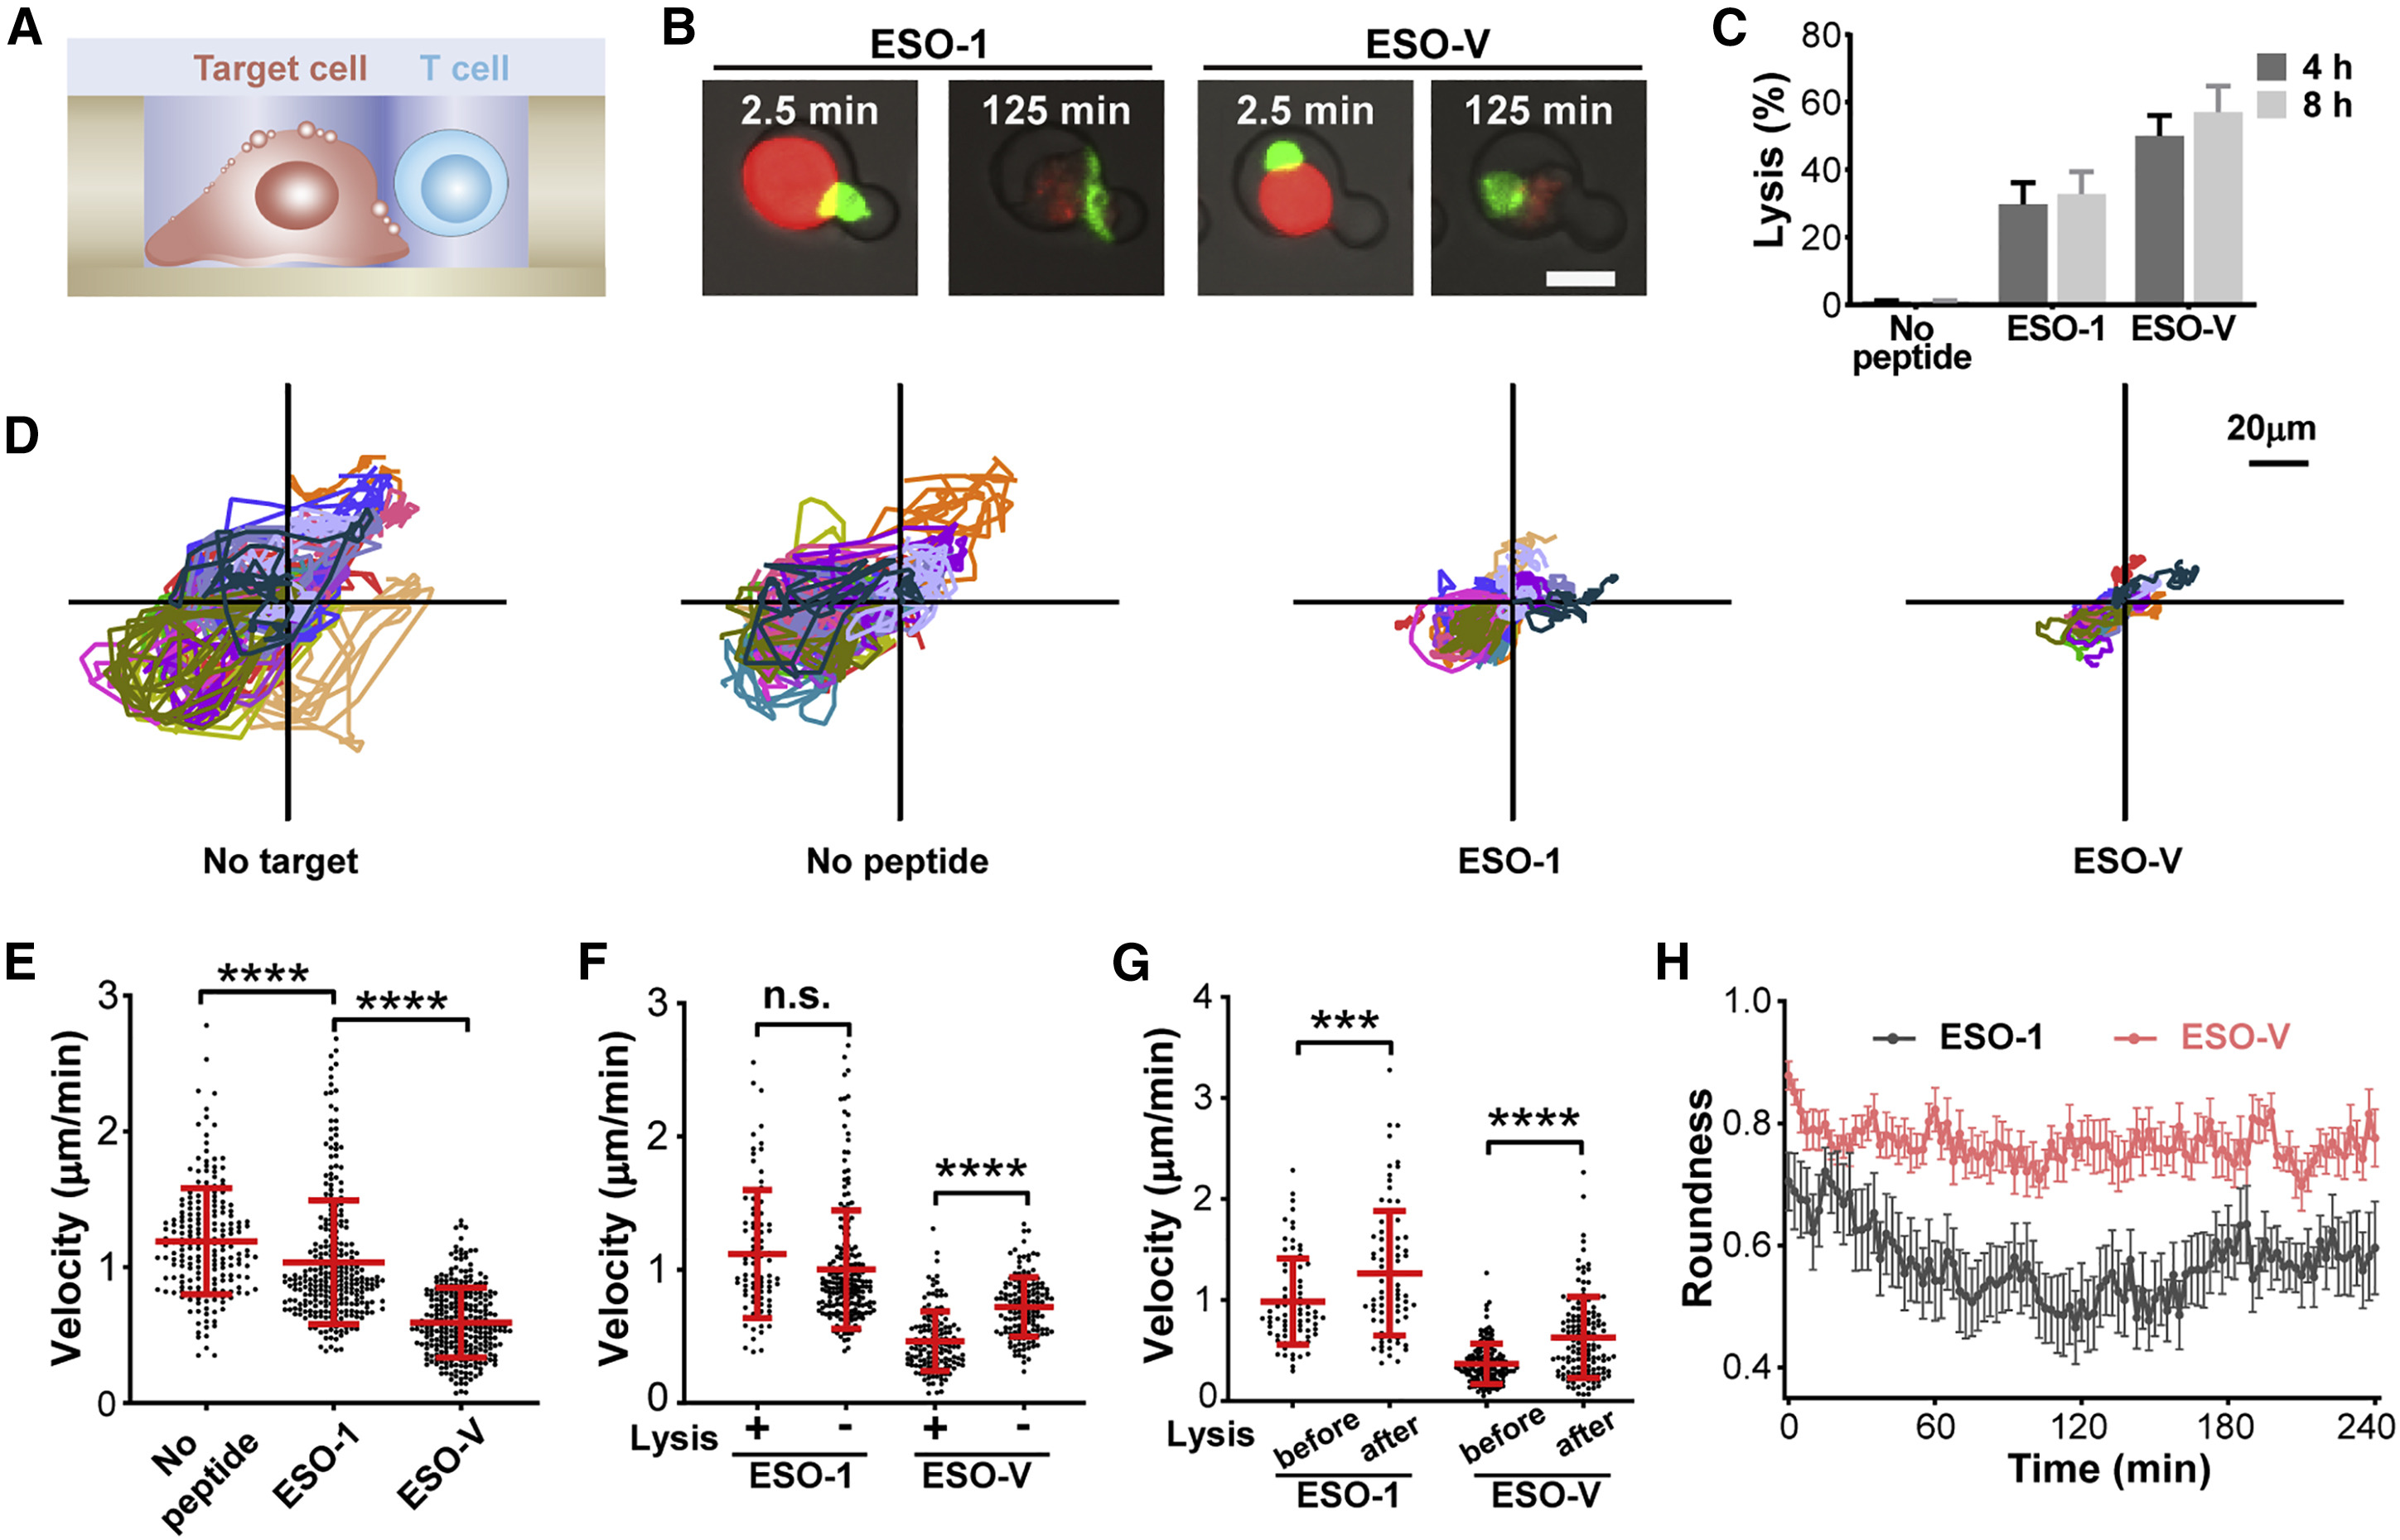 A
Target cell
T cell
B
ESO-1
ESO-V
2.5 min
125 min
2.5 min
125 min
C
80
60
40
20
0
Lysis (%)
4 h
8 h
No
peptide
ESO-1
ESO-V
D
20µm
No target
No peptide
ESO-1
ESO-V
E
3
2
1
0
Velocity (µm/min)
****
****
No
peptide
ESO-1
ESO-V
F
3
2
1
0
Velocity (µm/min)
n.s.
****
Lysis
+
-
+
-
ESO-1
ESO-V
G
4
3
2
1
0
Velocity (µm/min)
***
****
Lysis
before
after
before
after
ESO-1
ESO-V
H
1.0
0.8
0.6
0.4
Roundness
ESO-1
ESO-V
0
60
120
180
240
Time (min)